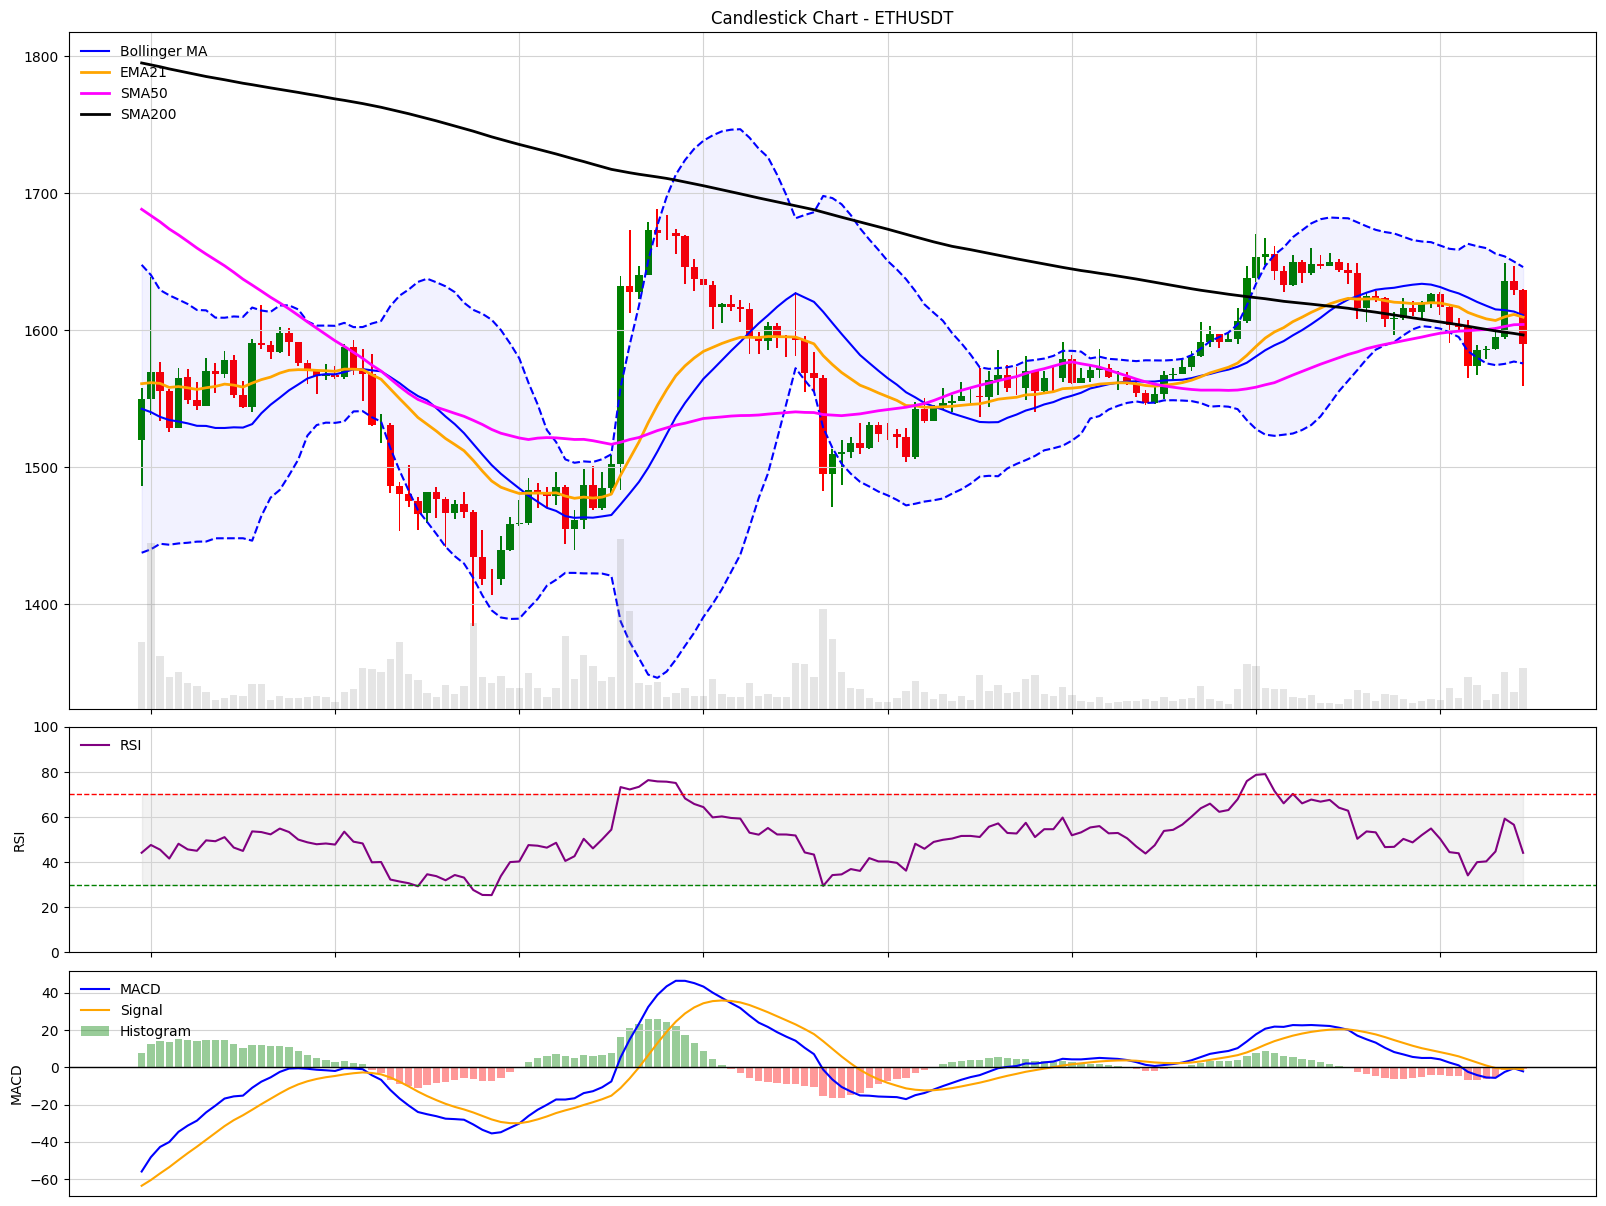 Candlestick Chart - ETHUSDT
Bollinger MA
EMA21
SMA50
SMA200
1800
1700
1600
1500
1400
RSI
RSI
100
80
60
40
20
0
MACD
Signal
Histogram
MACD
40
20
0
−20
−40
−60